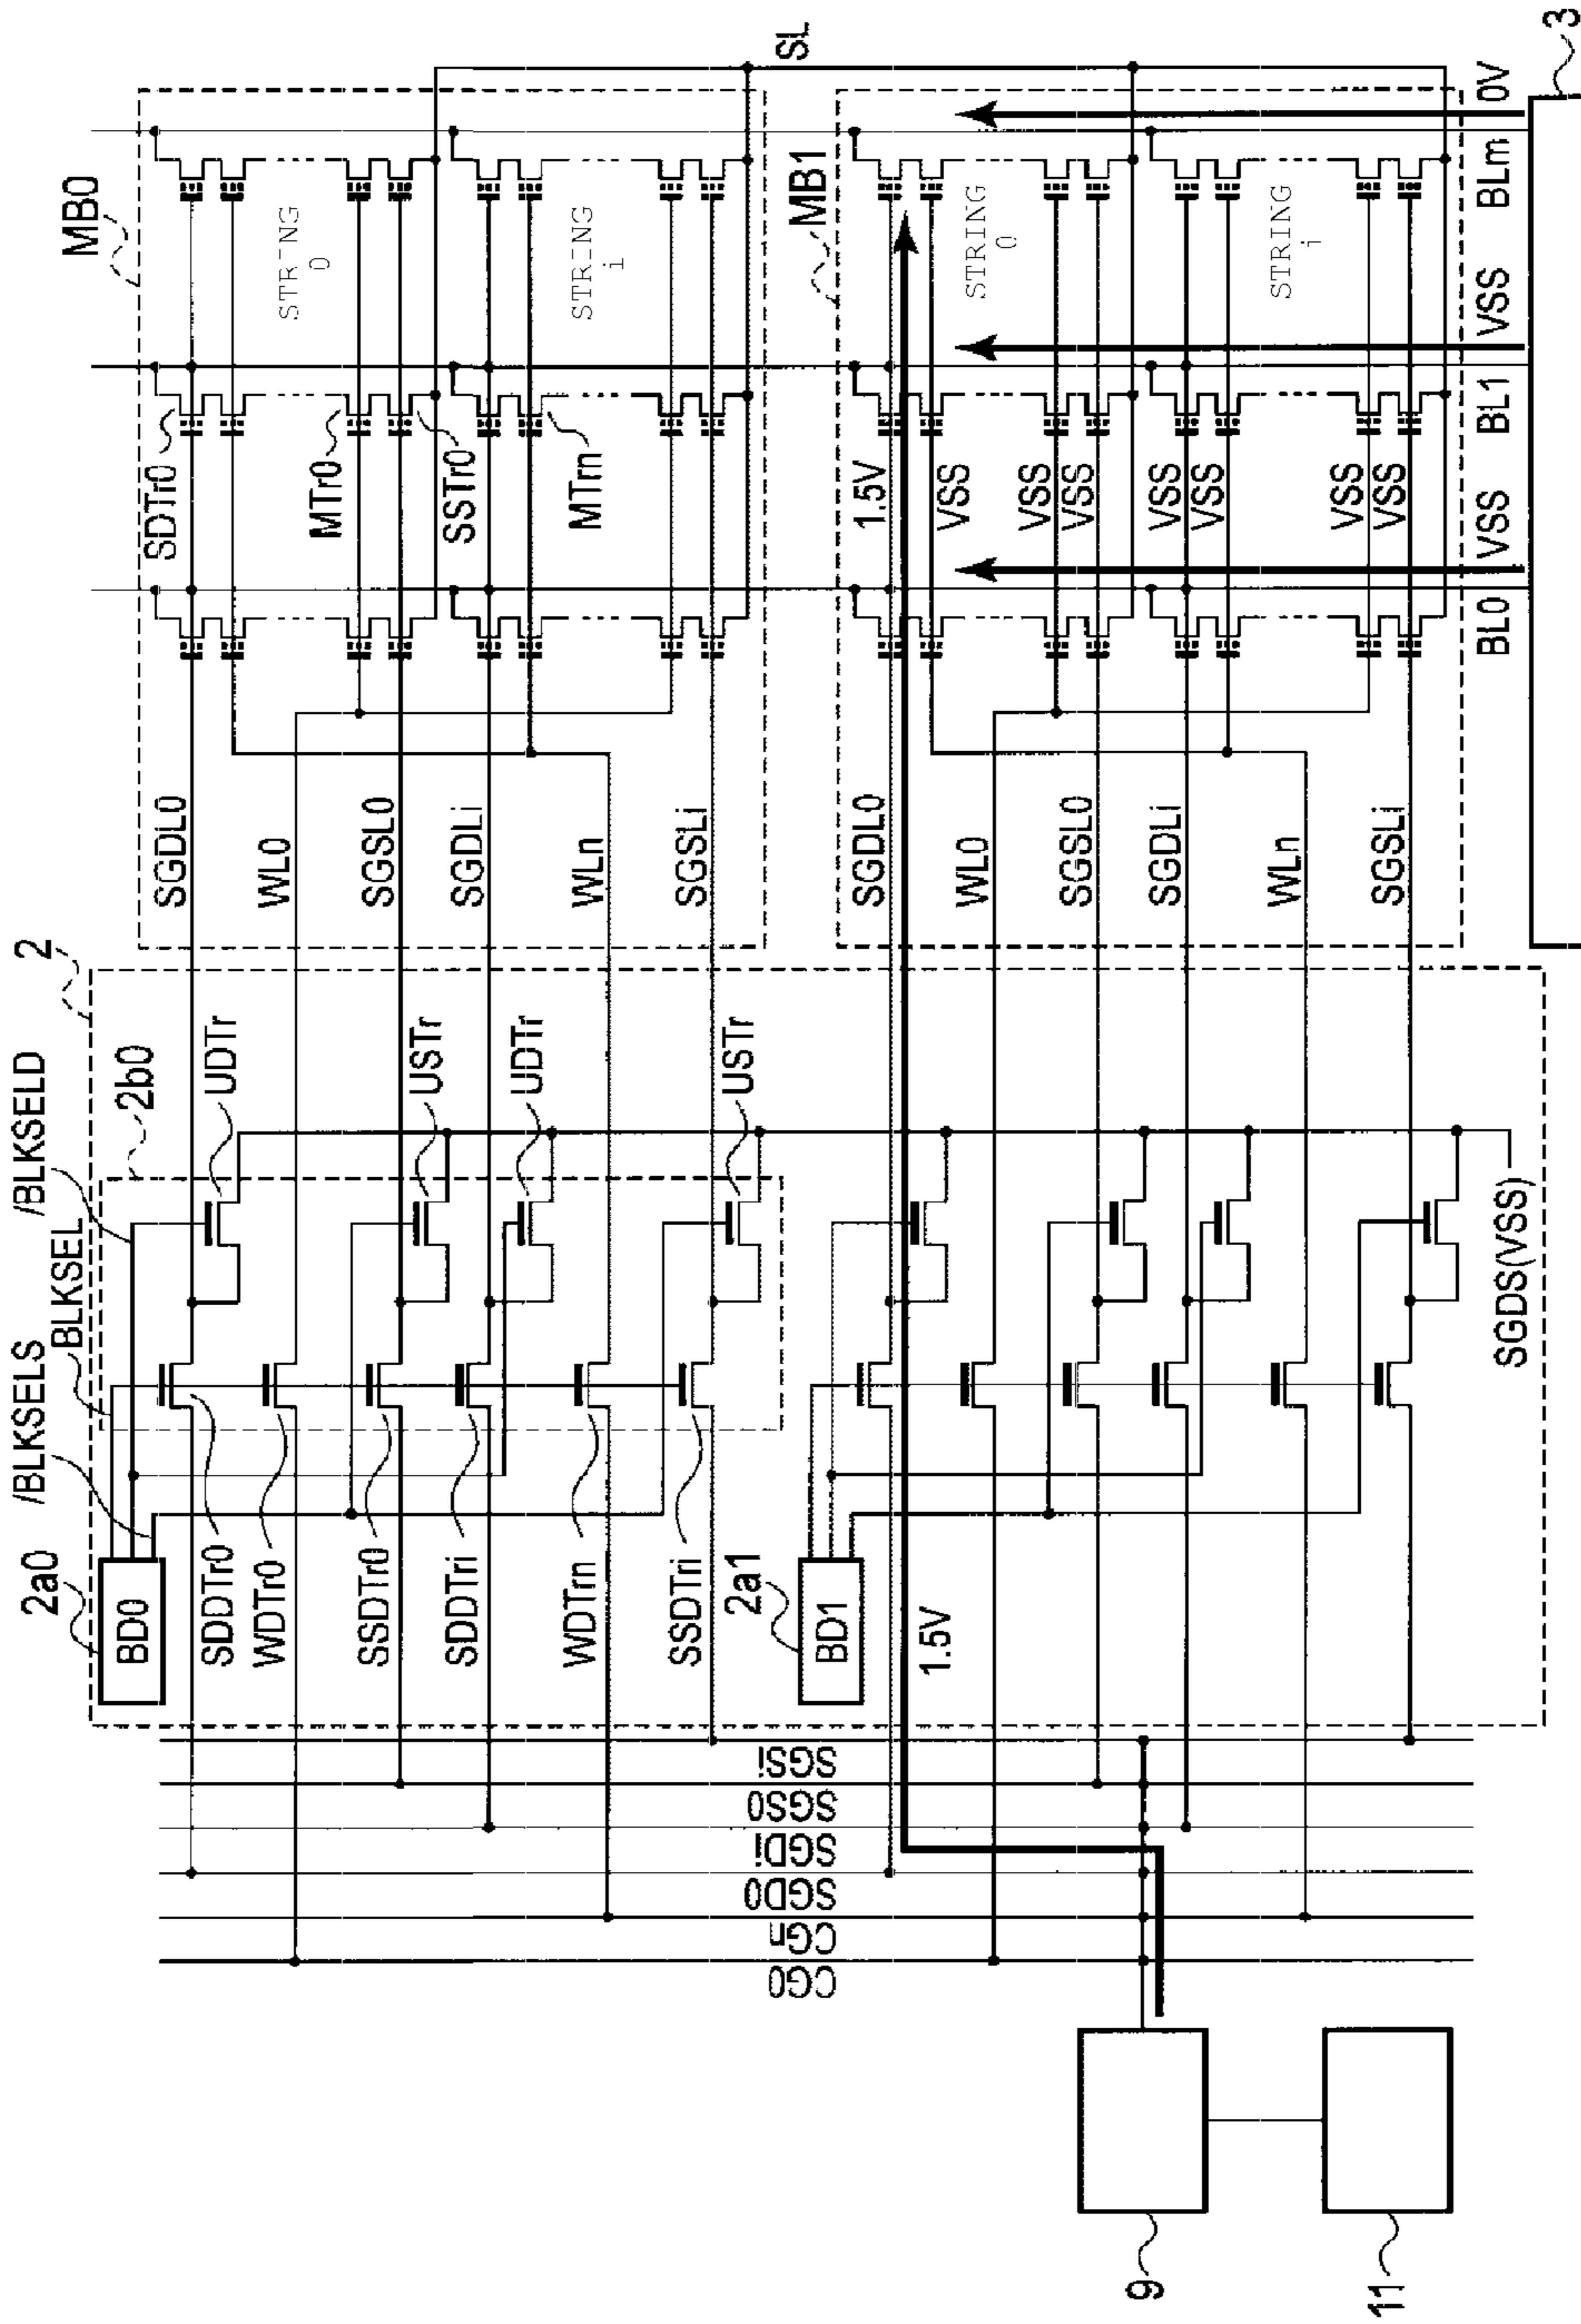 /BLKSELD
/BLKSELS
BLKSEL
2
2b0
MB0
2a0
BD0
SDDTr0
WDTr0
SSDTr0
SDDTri
WDTrn
SSDTri
UDTr
USTr
UDTr
USTr
SGDL0
WL0
SGSL0
SGDLi
WLn
SGSLi
SDTr0
MTr0
SSTr0
MTrn
STRING
0
STRING
i
SL
CG0
CGn
SGD0
SGDi
SGS0
SGSi
2a1
BD1
1.5V
MB1
SGDL0
WL0
SGSL0
SGDLi
WLn
SGSLi
1.5V
VSS
VSS
VSS
VSS
VSS
VSS
VSS
STRING
0
STRING
i
SGDS(VSS)
BL0
VSS
BL1
VSS
BLm
0V
3
9
11